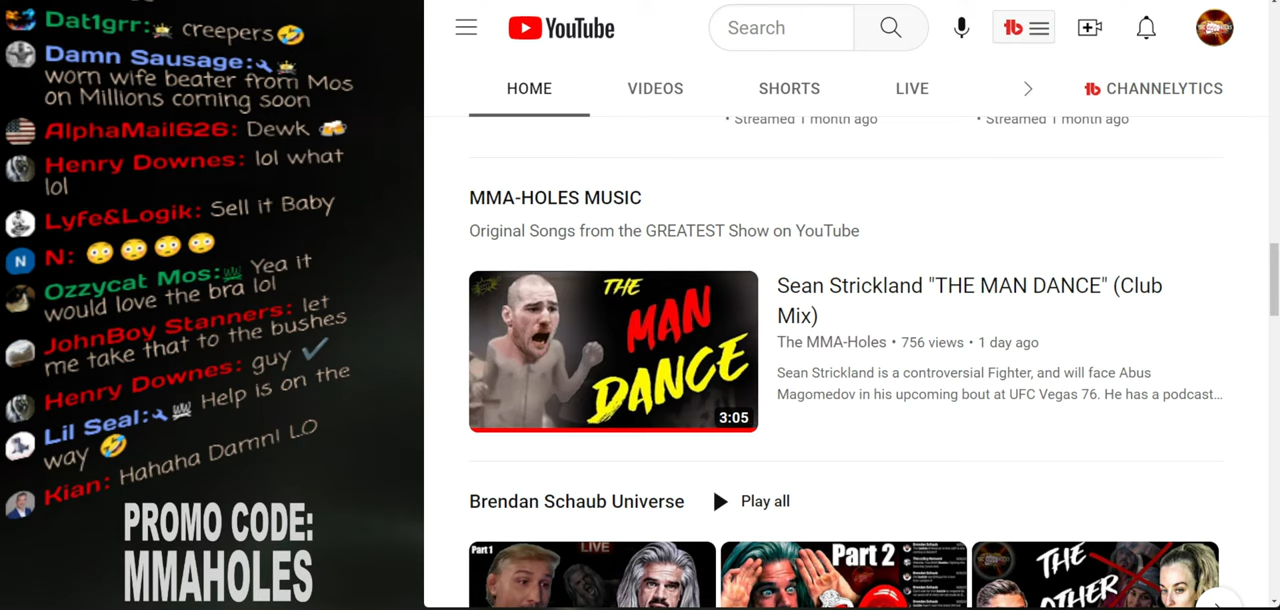 Dat1grr: creepers
Damn Sausage:
worn wife beater from Mos
on Millions coming soon
AlphaMail626: Dewk
Henry Downes: lol what
lol
Lyfe&Logik: Sell it Baby
N:
Ozzycat Mos: Yea it
would love the bra lol
JohnBoy Stanners: let
me take that to the bushes
Henry Downes: guy
Lil Seal: Help is on the
way
Kian: Hahaha Damn! LO
PROMO CODE:
MMAHOLES
YouTube
Search
HOME
VIDEOS
SHORTS
LIVE
CHANNELYTICS
• Streamed 1 month ago
• Streamed 1 month ago
MMA-HOLES MUSIC
Original Songs from the GREATEST Show on YouTube
THE
MAN
DANCE
3:05
Sean Strickland "THE MAN DANCE" (Club
Mix)
The MMA-Holes • 756 views • 1 day ago
Sean Strickland is a controversial Fighter, and will face Abus
Magomedov in his upcoming bout at UFC Vegas 76. He has a podcast...
Brendan Schaub Universe
Play all
Part 1
LIVE
Part 2
THE
OTHER